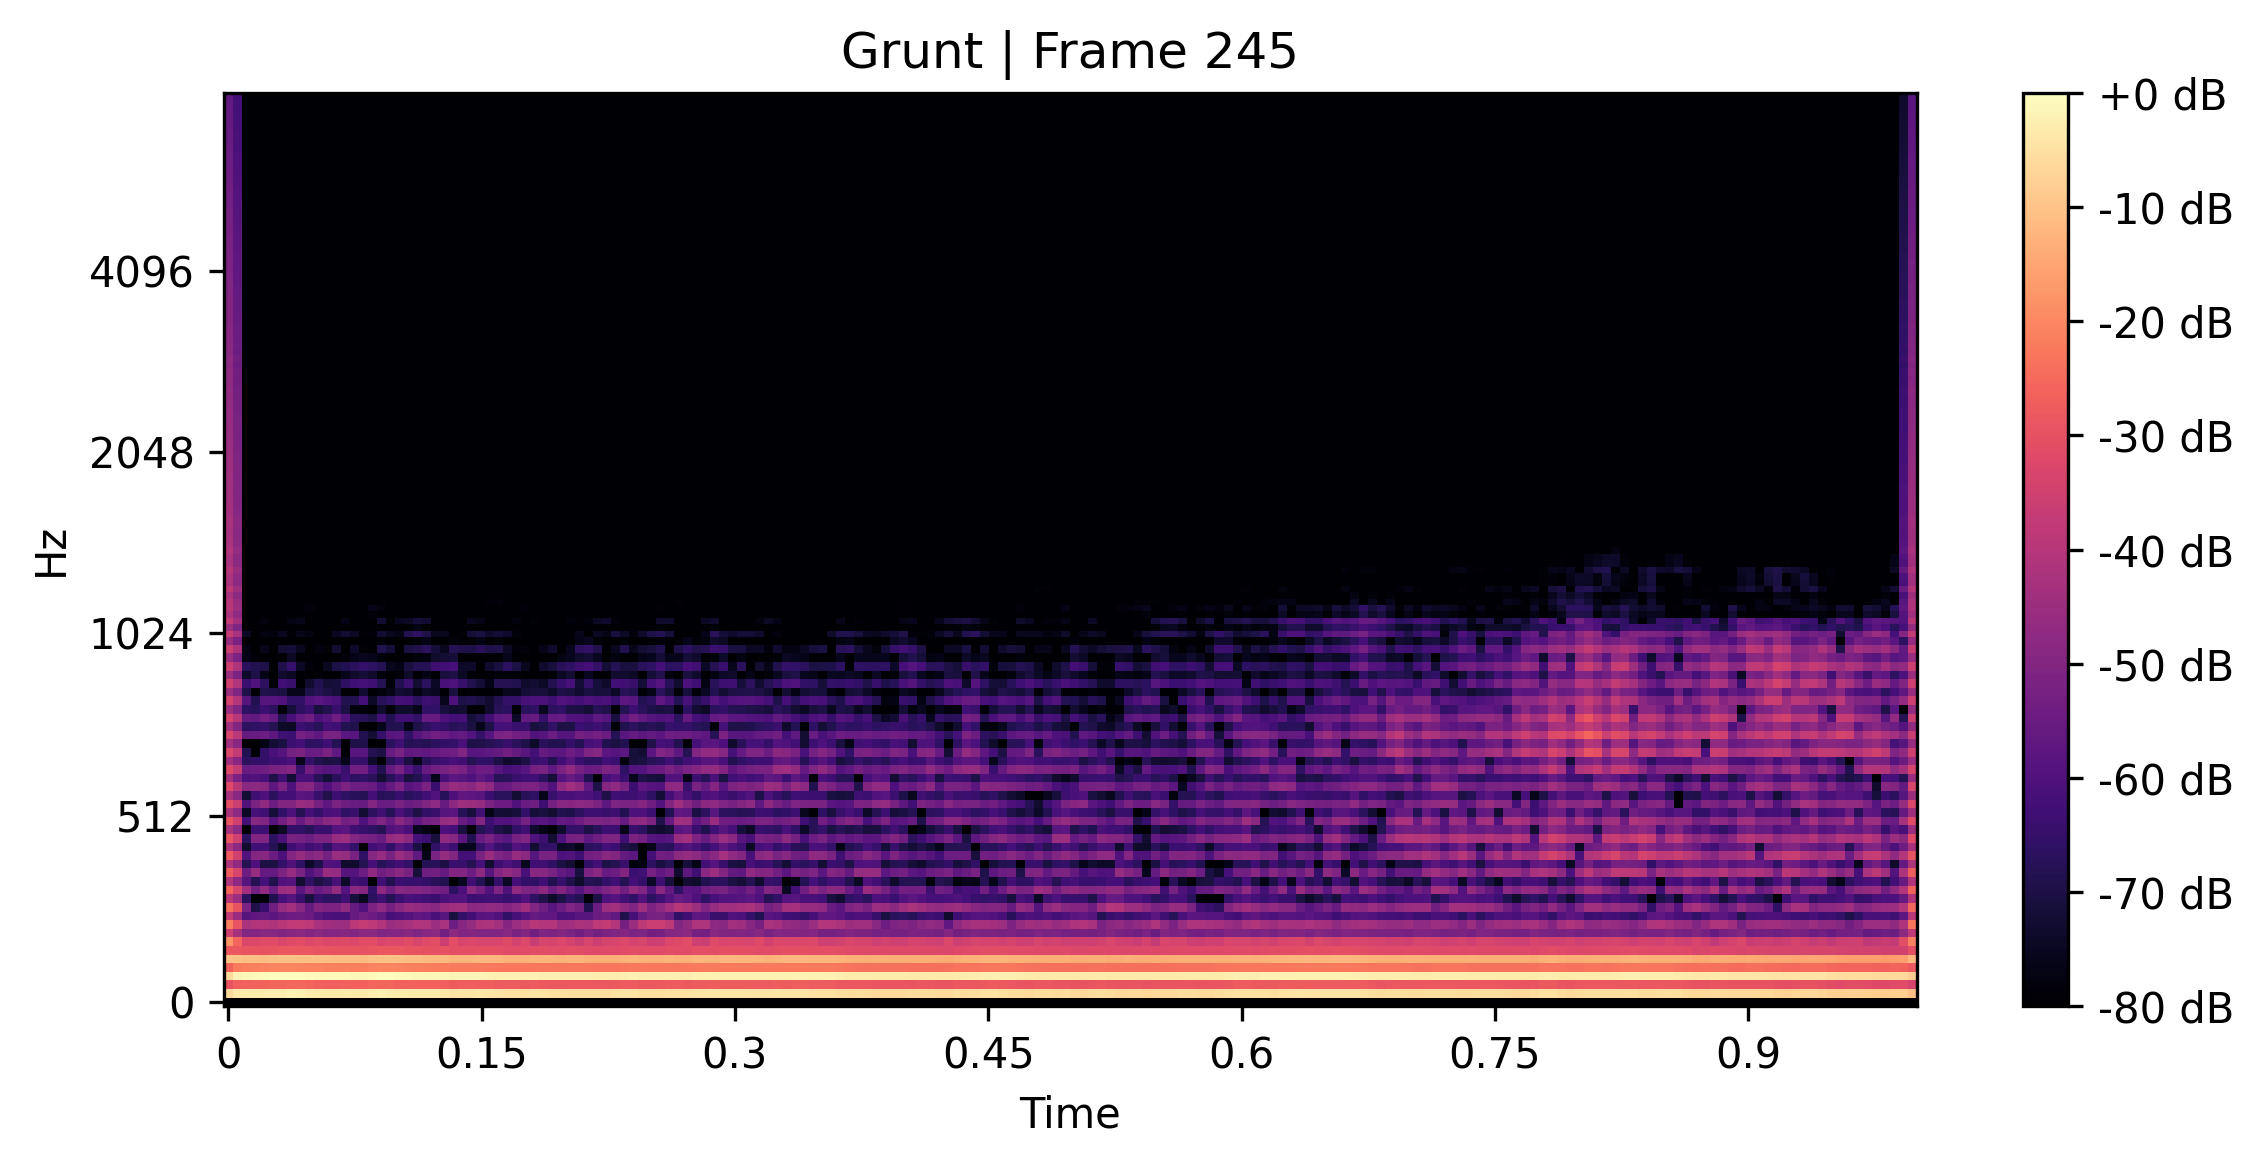 Grunt | Frame 245
Hz
4096
2048
1024
512
0
0 0.15 0.3 0.45 0.6 0.75 0.9
Time
+0 dB
-10 dB
-20 dB
-30 dB
-40 dB
-50 dB
-60 dB
-70 dB
-80 dB